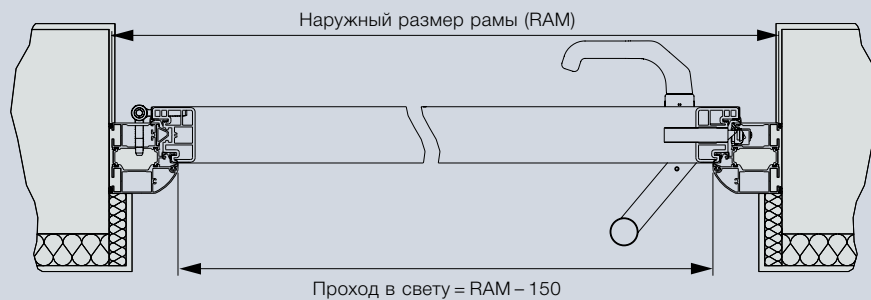 Наружный размер рамы (RAM)
Проход в свету = RAM – 150